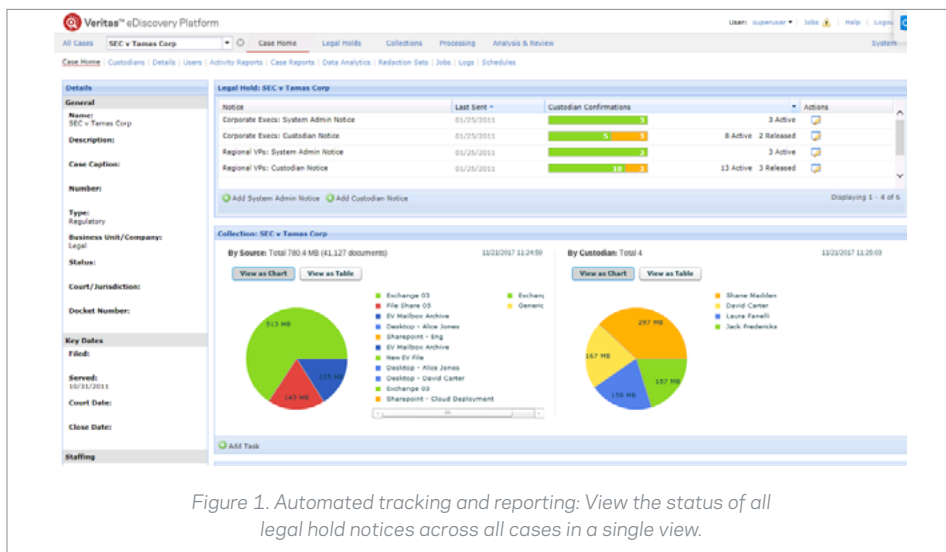 Veritas™ eDiscovery Platform
User: superuser | Jobs | Help | Logou
All Cases SEC v Tamas Corp Case Home Legal Holds Collections Processing Analysis & Review System
Case Home | Custodians | Details | Users | Activity Reports | Case Reports | Data Analytics | Redaction Sets | Jobs | Logs | Schedules
Details
General
Name:
SEC v Tamas Corp
Description:
Case Caption:
Number:
Type:
Regulatory
Business Unit/Company:
Legal
Status:
Court/Jurisdiction:
Docket Number:
Key Dates
Filed:
Served:
10/31/2011
Court Date:
Close Date:
Staffing
Legal Hold: SEC v Tamas Corp
Notice Last Sent Custodian Confirmations Actions
Corporate Execs: System Admin Notice 01/25/2011 3 3 Active
Corporate Execs: Custodian Notice 01/25/2011 5 3 8 Active 2 Released
Regional VPs: System Admin Notice 01/25/2011 3 3 Active
Regional VPs: Custodian Notice 01/25/2011 10 3 13 Active 3 Released
Add System Admin Notice Add Custodian Notice Displaying 1 - 4 of 6
Collection: SEC v Tamas Corp
By Source: Total 780.4 MB (41,127 documents) 11/21/2017 11:24:50
View as Chart View as Table
513 MB
143 MB
Exchange 03
File Share 03
EV Mailbox Archive
Desktop - Alice Jones
Sharepoint - Eng
EV Mailbox Archive
New EV File
Desktop - Alice Jones
Desktop - David Carter
Exchange 03
Sharepoint - Cloud Deployment
Exchang
Generic
By Custodian: Total 4 11/21/2017 11:25:03
View as Chart View as Table
297 MB
167 MB
157 MB
158 MB
Shane Madden
David Carter
Laura Fanelli
Jack Fredericks
Add Task
Figure 1. Automated tracking and reporting: View the status of all
legal hold notices across all cases in a single view.